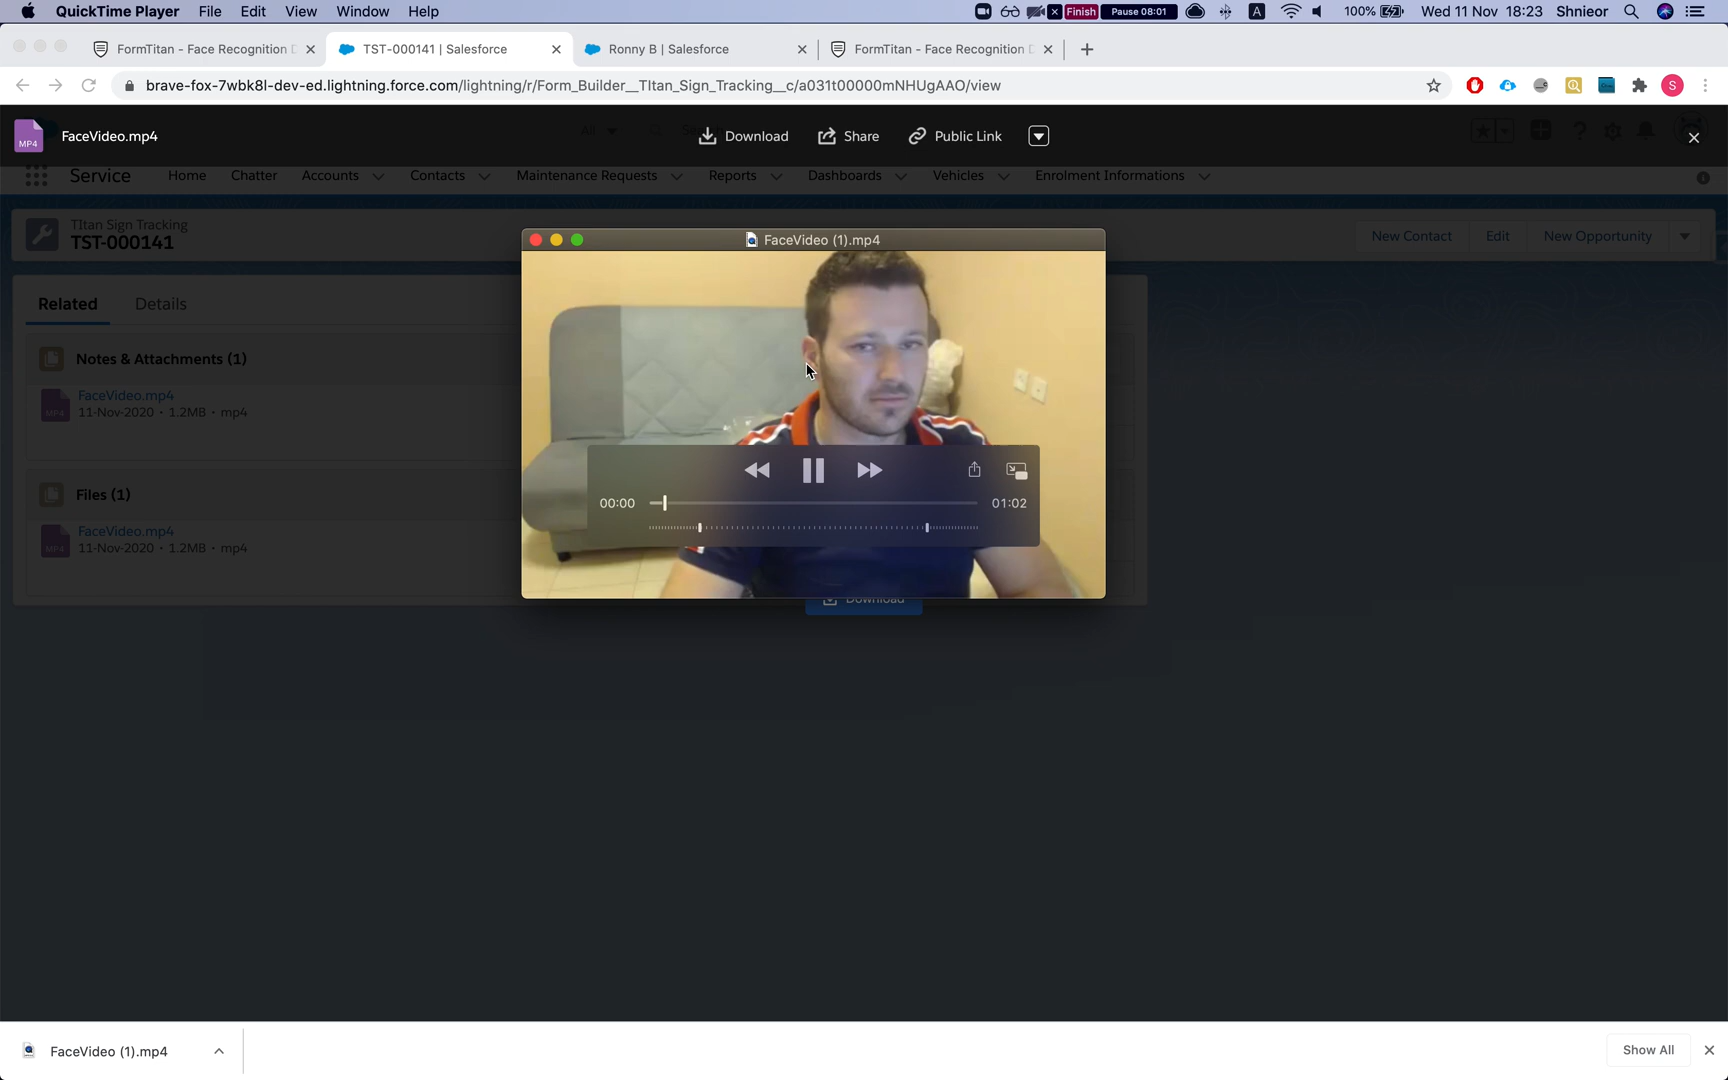 QuickTime Player File Edit View Window Help Finish Pause 08:01 A 100% Wed 11 Nov 18:23 Shnieor
FormTitan - Face Recognition D
TST-000141 | Salesforce
Ronny B | Salesforce
FormTitan - Face Recognition D
brave-fox-7wbk8l-dev-ed.lightning.force.com/lightning/r/Form_Builder__TItan_Sign_Tracking__c/a031t00000mNHUgAAO/view
S
MP4
FaceVideo.mp4
All
Download
Share
Public Link
Service Home Chatter Accounts Contacts Maintenance Requests Reports Dashboards Vehicles Enrolment Informations
TItan Sign Tracking
TST-000141
New Contact
Edit
New Opportunity
Related
Details
Notes & Attachments (1)
MP4
FaceVideo.mp4
11-Nov-2020 • 1.2MB • mp4
Files (1)
MP4
FaceVideo.mp4
11-Nov-2020 • 1.2MB • mp4
FaceVideo (1).mp4
00:00
01:02
Download
FaceVideo (1).mp4
Show All